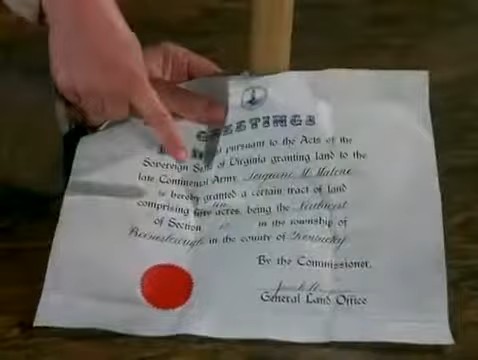 GREETINGS
pursuant to the Acts of the
Sovereign State of Virginia granting land to the
late Continental Army M. Malone
is hereby granted a certain tract of land
comprising five acres, being the
of Section in the township of
in the county of Kentucky
By the Commissioner.
General Land Office